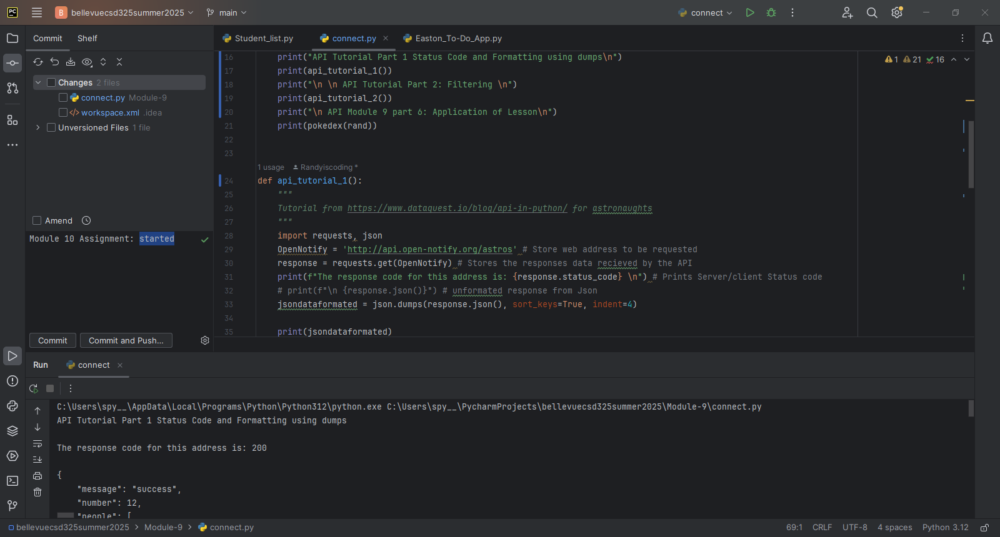 PC
B bellevuecsd325summer2025 main connect
Commit Shelf
Student_list.py connect.py Easton_To-Do_App.py
Changes 2 files
connect.py Module-9
workspace.xml .idea
Unversioned Files 1 file
Amend
Module 10 Assignment: started
Commit Commit and Push...
1 21 16
16 print("API Tutorial Part 1 Status Code and Formatting using dumps\n")
17 print(api_tutorial_1())
18 print("\n \n API Tutorial Part 2: Filtering \n")
19 print(api_tutorial_2())
20 print("\n API Module 9 part 6: Application of Lesson\n")
21 print(pokedex(rand))
22
23
1 usage Randyiscoding *
24 def api_tutorial_1():
25 """
26 Tutorial from https://www.dataquest.io/blog/api-in-python/ for astronaughts
27 """
28 import requests, json
29 OpenNotify = 'http://api.open-notify.org/astros' # Store web address to be requested
30 response = requests.get(OpenNotify) # Stores the responses data recieved by the API
31 print(f"The response code for this address is: {response.status_code} \n") # Prints Server/client Status code
32 # print(f"\n {response.json()}") # unformated response from Json
33 jsondataformated = json.dumps(response.json(), sort_keys=True, indent=4)
34
35 print(jsondataformated)
Run connect
C:\Users\spy__\AppData\Local\Programs\Python\Python312\python.exe C:\Users\spy__\PycharmProjects\bellevuecsd325summer2025\Module-9\connect.py
API Tutorial Part 1 Status Code and Formatting using dumps
The response code for this address is: 200
{
"message": "success",
"number": 12,
"people": [
bellevuecsd325summer2025 > Module-9 > connect.py
69:1 CRLF UTF-8 4 spaces Python 3.12